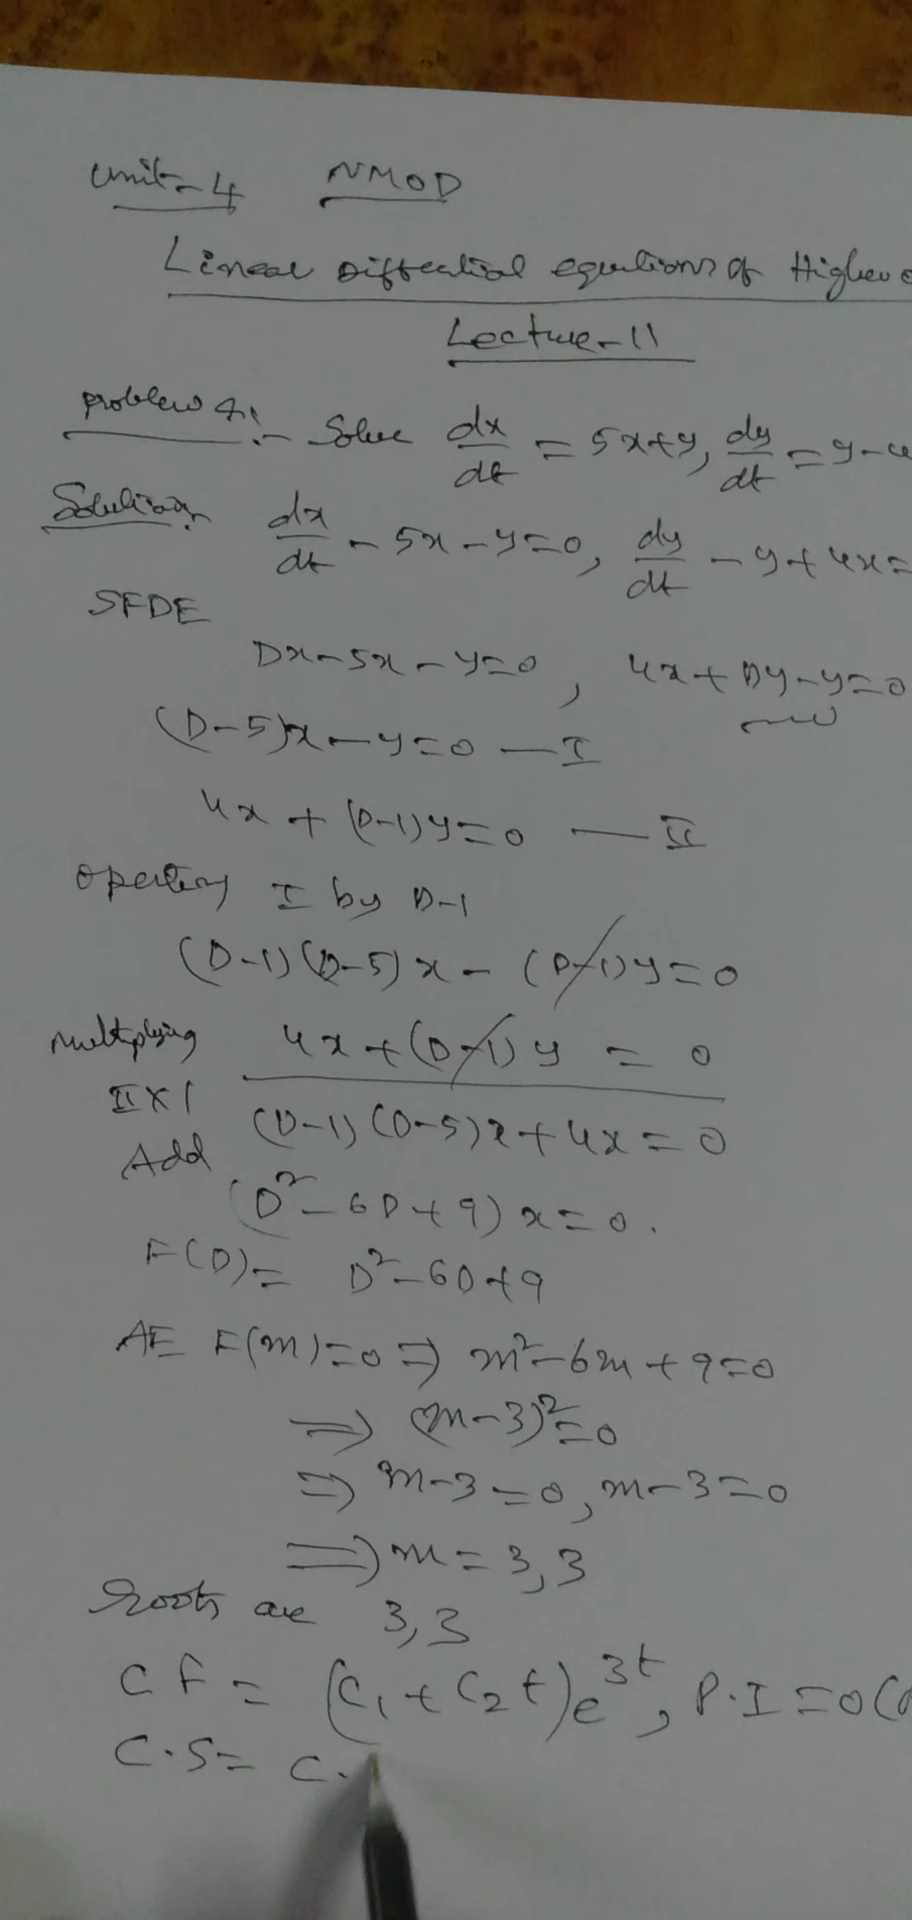 Unit-4 NMOD
Linear Differential equations of Higher
Lecture-11
Problem 4:- Solve dx/dt = 5x+y, dy/dt = y-4
Solution dx/dt - 5x - y = 0, dy/dt - y + 4x =
SFDE
Dx - 5x - y = 0, 4x + Dy - y = 0
(D-5)x - y = 0 — I
4x + (D-1)y = 0 — II
Operating I by D-1
(D-1)(D-5)x - (D-1)y = 0
Multiplying 4x + (D-1)y = 0
II×1
Add (D-1)(D-5)x + 4x = 0
(D²-6D+9)x = 0.
F(D) = D²-6D+9
AE F(m)=0 ⇒ m²-6m+9=0
⇒ (m-3)²=0
⇒ m-3=0, m-3=0
⇒ m = 3,3
Roots are 3,3
CF = (C₁+C₂t)e³ᵗ, P.I = 0 (
C.S = C.